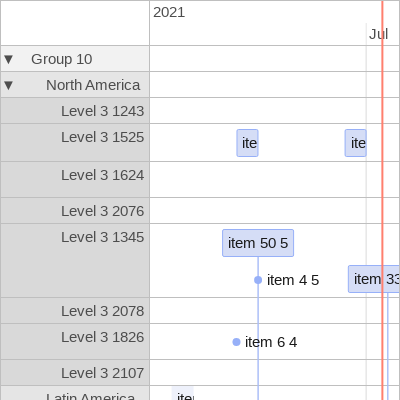 2021
Jul
▼ Group 10
▼ North America
Level 3 1243
Level 3 1525 ite ite
Level 3 1624
Level 3 2076
Level 3 1345 item 50 5
item 4 5 item 33
Level 3 2078
Level 3 1826 item 6 4
Level 3 2107
Latin America ite